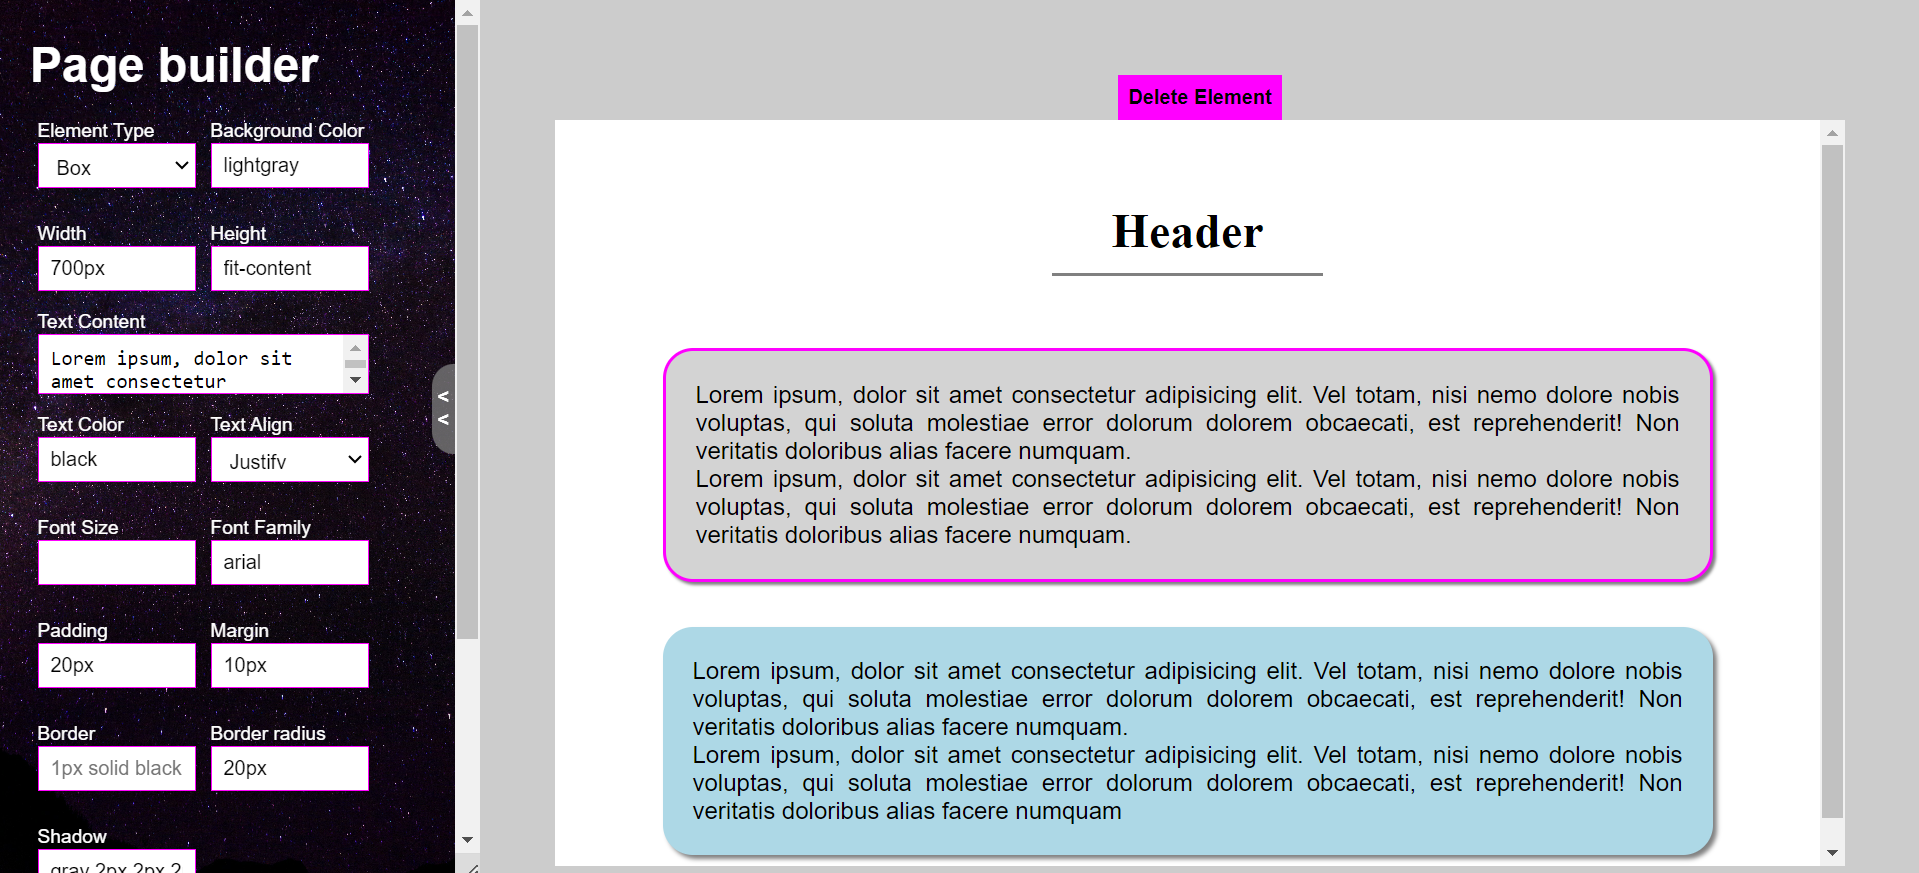 Page builder
Element Type
Background Color
Box
lightgray
Width
Height
700px
fit-content
Text Content
Lorem ipsum, dolor sit
amet consectetur
Text Color
Text Align
black
Justify
Font Size
Font Family
arial
Padding
Margin
20px
10px
Border
Border radius
1px solid black
20px
Shadow
gray 2px 2px 2
<
<
Delete Element
Header
Lorem ipsum, dolor sit amet consectetur adipisicing elit. Vel totam, nisi nemo dolore nobis
voluptas, qui soluta molestiae error dolorum dolorem obcaecati, est reprehenderit! Non
veritatis doloribus alias facere numquam.
Lorem ipsum, dolor sit amet consectetur adipisicing elit. Vel totam, nisi nemo dolore nobis
voluptas, qui soluta molestiae error dolorum dolorem obcaecati, est reprehenderit! Non
veritatis doloribus alias facere numquam.
Lorem ipsum, dolor sit amet consectetur adipisicing elit. Vel totam, nisi nemo dolore nobis
voluptas, qui soluta molestiae error dolorum dolorem obcaecati, est reprehenderit! Non
veritatis doloribus alias facere numquam.
Lorem ipsum, dolor sit amet consectetur adipisicing elit. Vel totam, nisi nemo dolore nobis
voluptas, qui soluta molestiae error dolorum dolorem obcaecati, est reprehenderit! Non
veritatis doloribus alias facere numquam